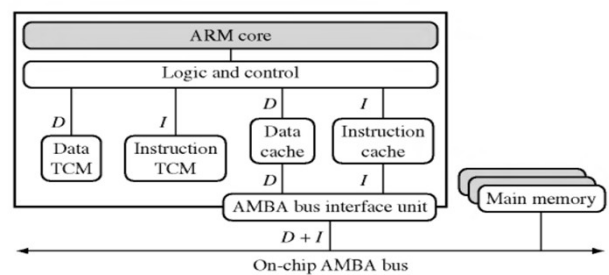 ARM core
Logic and control
D
I
D
I
Data
TCM
Instruction
TCM
Data
cache
Instruction
cache
D
I
AMBA bus interface unit
Main memory
D + I
On-chip AMBA bus